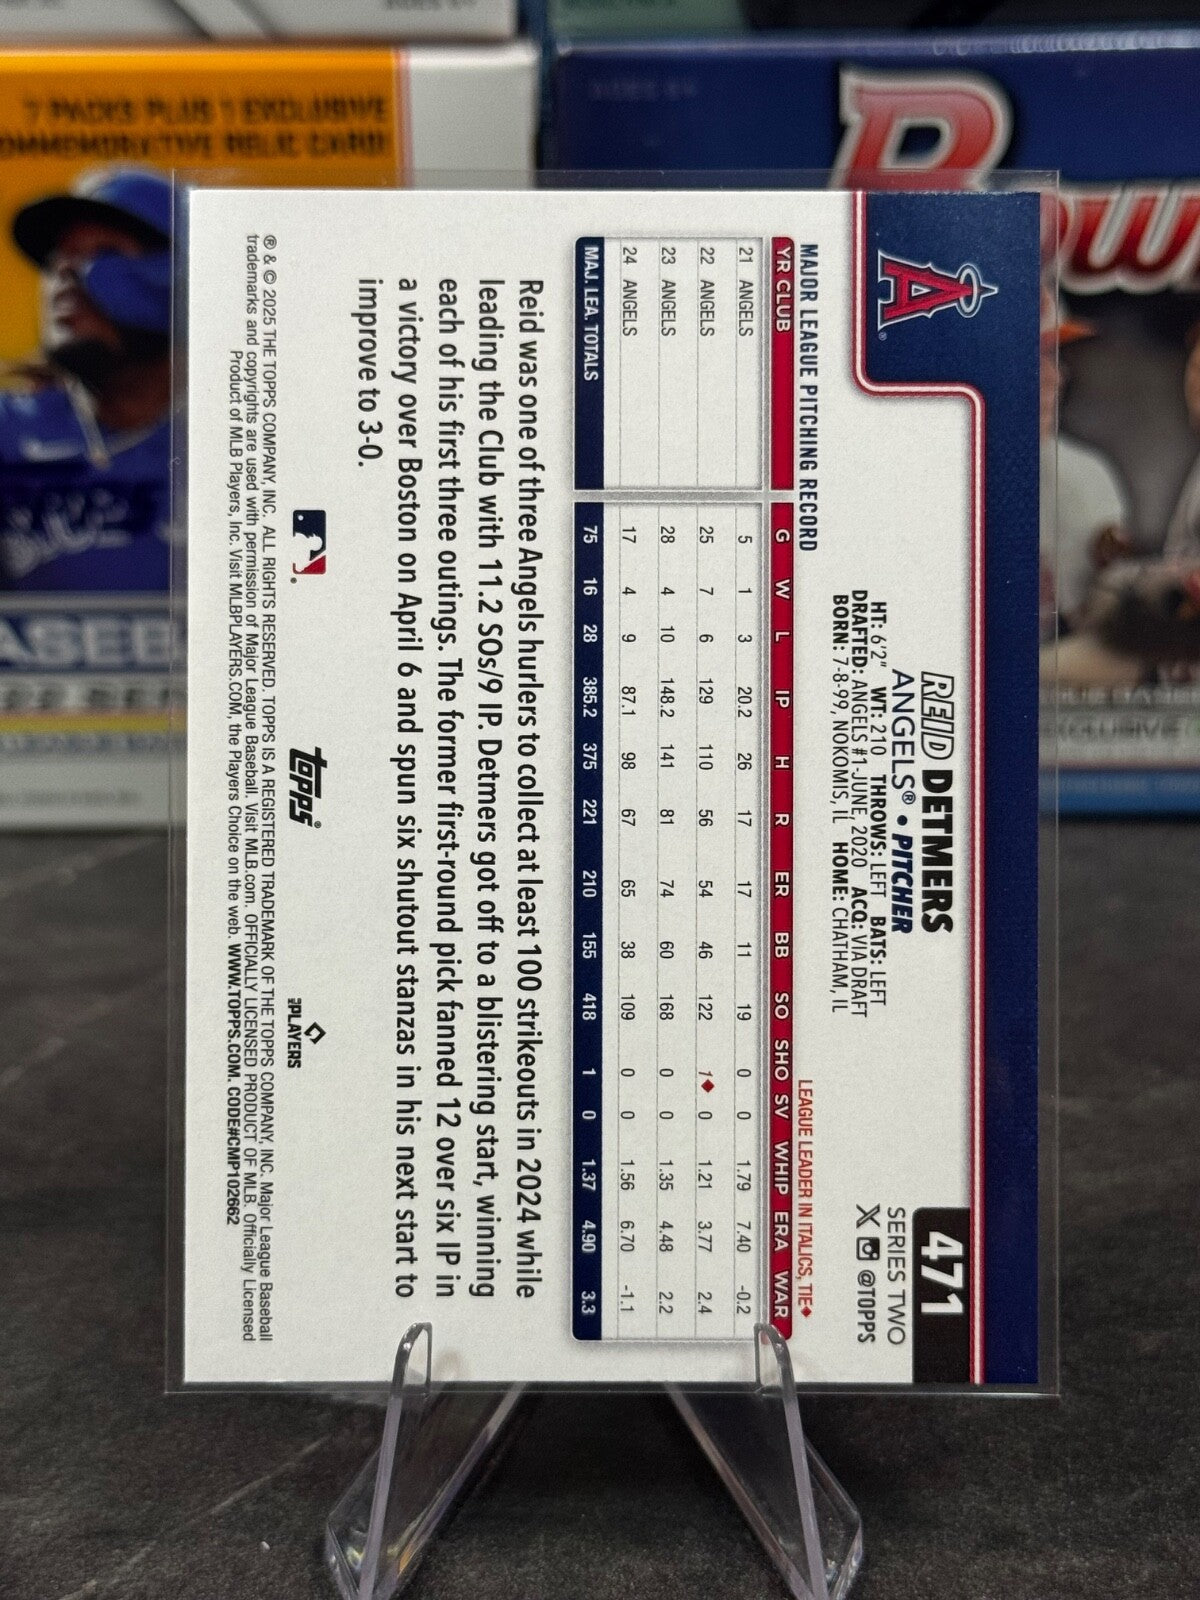 7 PACKS PLUS 1 EXCLUSIVE
COMMEMORATIVE RELIC CARD!
Bowm
471
SERIES TWO
@TOPPS
REID DETMERS
ANGELS® • PITCHER
HT: 6'2" WT: 210 THROWS: LEFT BATS: LEFT
DRAFTED: ANGELS #1-JUNE, 2020 ACQ: VIA DRAFT
BORN: 7-8-99, NOKOMIS, IL HOME: CHATHAM, IL
A®
MAJOR LEAGUE PITCHING RECORD
LEAGUE LEADER IN ITALICS, TIE♦
YR CLUB G W L IP H R ER BB SO SHO SV WHIP ERA WAR
21 ANGELS 5 1 3 20.2 26 17 17 11 19 0 0 1.79 7.40 -0.2
22 ANGELS 25 7 6 129 110 56 54 46 122 1♦ 0 1.21 3.77 2.4
23 ANGELS 28 4 10 148.2 141 81 74 60 168 0 0 1.35 4.48 2.2
24 ANGELS 17 4 9 87.1 98 67 65 38 109 0 0 1.56 6.70 -1.1
MAJ. LEA. TOTALS 75 16 28 385.2 375 221 210 155 418 1 0 1.37 4.90 3.3
Reid was one of three Angels hurlers to collect at least 100 strikeouts in 2024 while
leading the Club with 11.2 SOs/9 IP. Detmers got off to a blistering start, winning
each of his first three outings. The former first-round pick fanned 12 over six IP in
a victory over Boston on April 6 and spun six shutout stanzas in his next start to
improve to 3-0.
topps®
PLAYERS
® & © 2025 THE TOPPS COMPANY, INC. ALL RIGHTS RESERVED. TOPPS IS A REGISTERED TRADEMARK OF THE TOPPS COMPANY, INC. Major League Baseball
trademarks and copyrights are used with permission of Major League Baseball. Visit MLB.com. OFFICIALLY LICENSED PRODUCT OF MLB. Officially Licensed
Product of MLB Players, Inc. Visit MLBPLAYERS.COM, the Players Choice on the web. WWW.TOPPS.COM. CODE#CMP102662